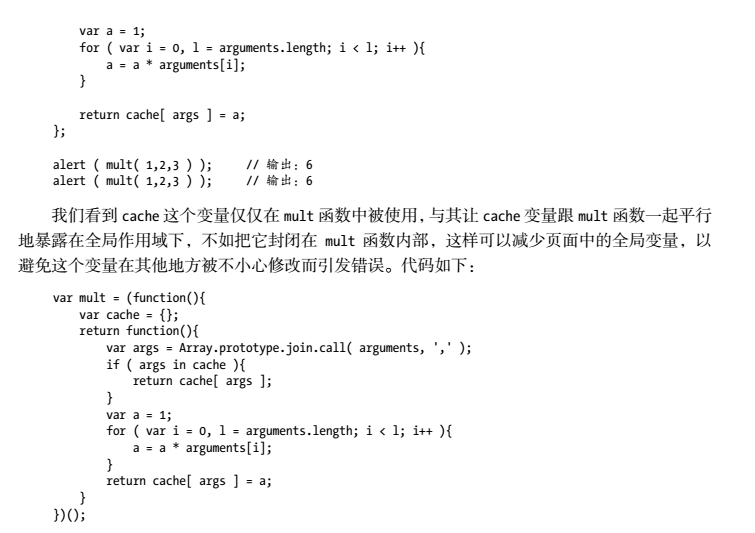 var a = 1;
for ( var i = 0, l = arguments.length; i < l; i++ ){
a = a * arguments[i];
}
return cache[ args ] = a;
};
alert ( mult( 1,2,3 ) ); // 输出：6
alert ( mult( 1,2,3 ) ); // 输出：6
我们看到 cache 这个变量仅仅在 mult 函数中被使用，与其让 cache 变量跟 mult 函数一起平行
地暴露在全局作用域下，不如把它封闭在 mult 函数内部，这样可以减少页面中的全局变量，以
避免这个变量在其他地方被不小心修改而引发错误。代码如下：
var mult = (function(){
var cache = {};
return function(){
var args = Array.prototype.join.call( arguments, ',' );
if ( args in cache ){
return cache[ args ];
}
var a = 1;
for ( var i = 0, l = arguments.length; i < l; i++ ){
a = a * arguments[i];
}
return cache[ args ] = a;
}
})();